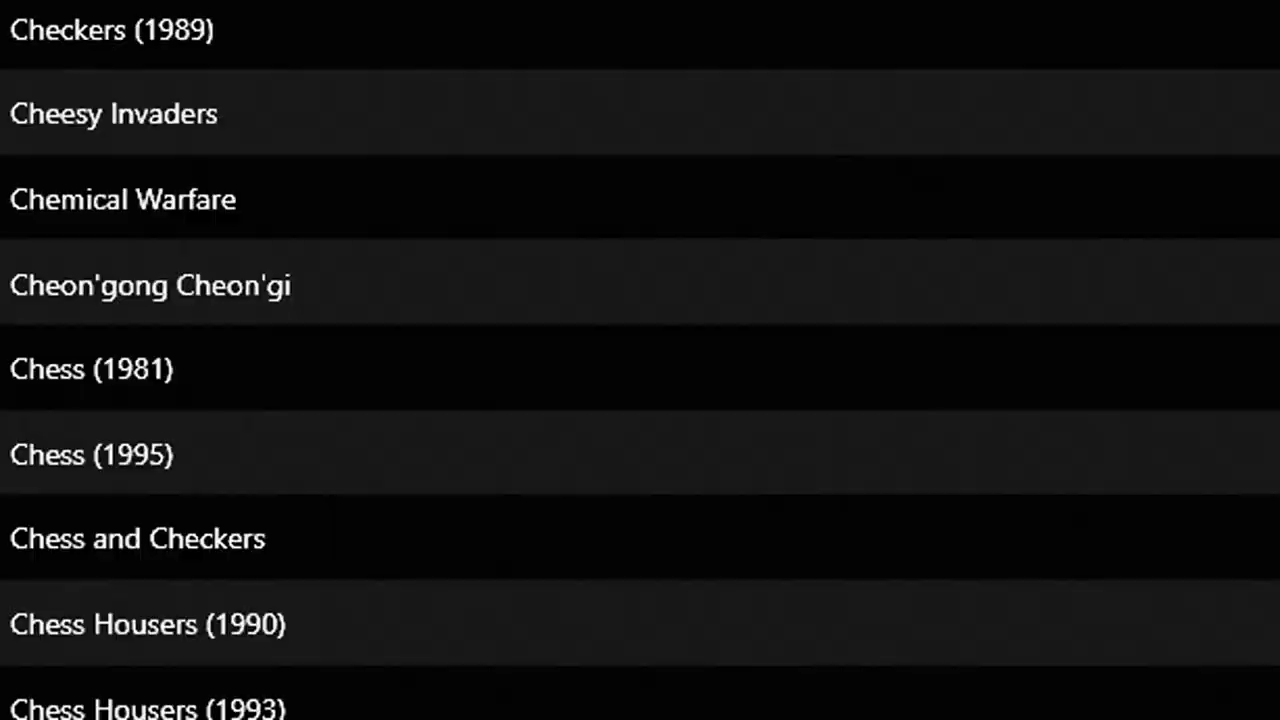 Checkers (1989)
Cheesy Invaders
Chemical Warfare
Cheon'gong Cheon'gi
Chess (1981)
Chess (1995)
Chess and Checkers
Chess Housers (1990)
Chess Housers (1993)